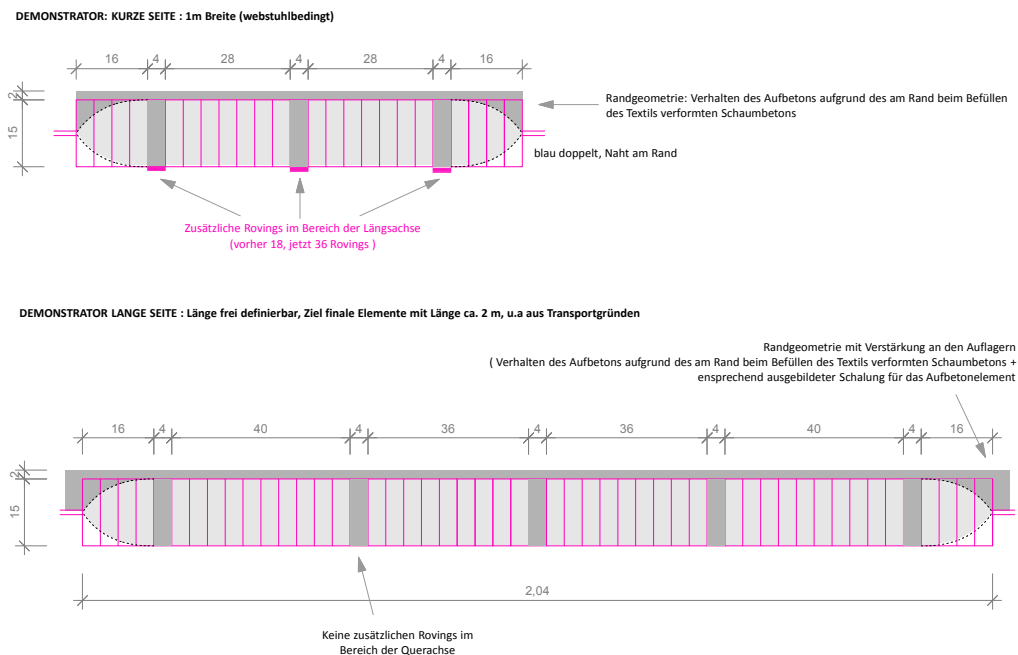 DEMONSTRATOR: KURZE SEITE : 1m Breite (webstuhlbedingt)
16 4 28 4 28 4 16
2
15
Randgeometrie: Verhalten des Aufbetons aufgrund des am Rand beim Befüllen
des Textils verformten Schaumbetons
blau doppelt, Naht am Rand
Zusätzliche Rovings im Bereich der Längsachse
(vorher 18, jetzt 36 Rovings )
DEMONSTRATOR LANGE SEITE : Länge frei definierbar, Ziel finale Elemente mit Länge ca. 2 m, u.a aus Transportgründen
Randgeometrie mit Verstärkung an den Auflagern
( Verhalten des Aufbetons aufgrund des am Rand beim Befüllen des Textils verformten Schaumbetons +
ensprechend ausgebildeter Schalung für das Aufbetonelement
16 4 40 4 36 4 36 4 40 4 16
2
15
2,04
Keine zusätzlichen Rovings im
Bereich der Querachse